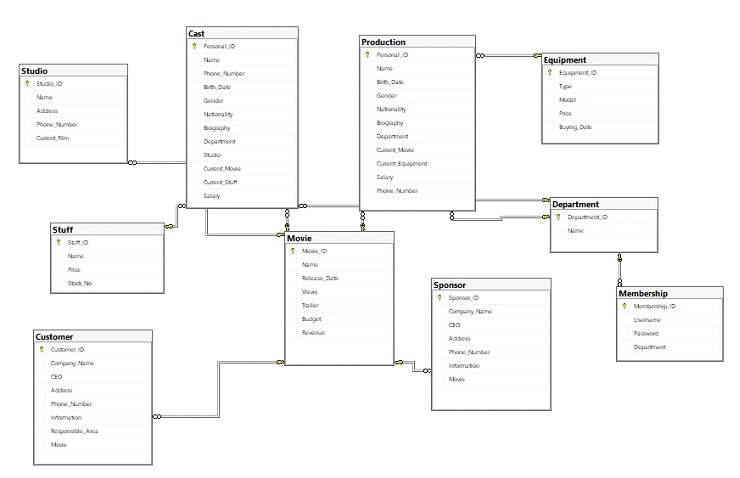 Cast
Personal_ID
Name
Phone_Number
Birth_Date
Gender
Nationality
Biography
Department
Studio
Current_Movie
Current_Stuff
Salary
Production
Personal_ID
Name
Birth_Date
Gender
Nationality
Biography
Department
Current_Movie
Current_Equipment
Salary
Phone_Number
Equipment
Equipment_ID
Type
Model
Price
Buying_Date
Studio
Studio_ID
Name
Address
Phone_Number
Current_Film
Department
Department_ID
Name
Stuff
Stuff_ID
Name
Price
Stock_No
Movie
Movie_ID
Name
Release_Date
Views
Trailer
Budget
Revenue
Sponsor
Sponsor_ID
Company_Name
CEO
Address
Phone_Number
Information
Movie
Membership
Membership_ID
Username
Password
Department
Customer
Customer_ID
Company_Name
CEO
Address
Phone_Number
Information
Responsible_Area
Movie